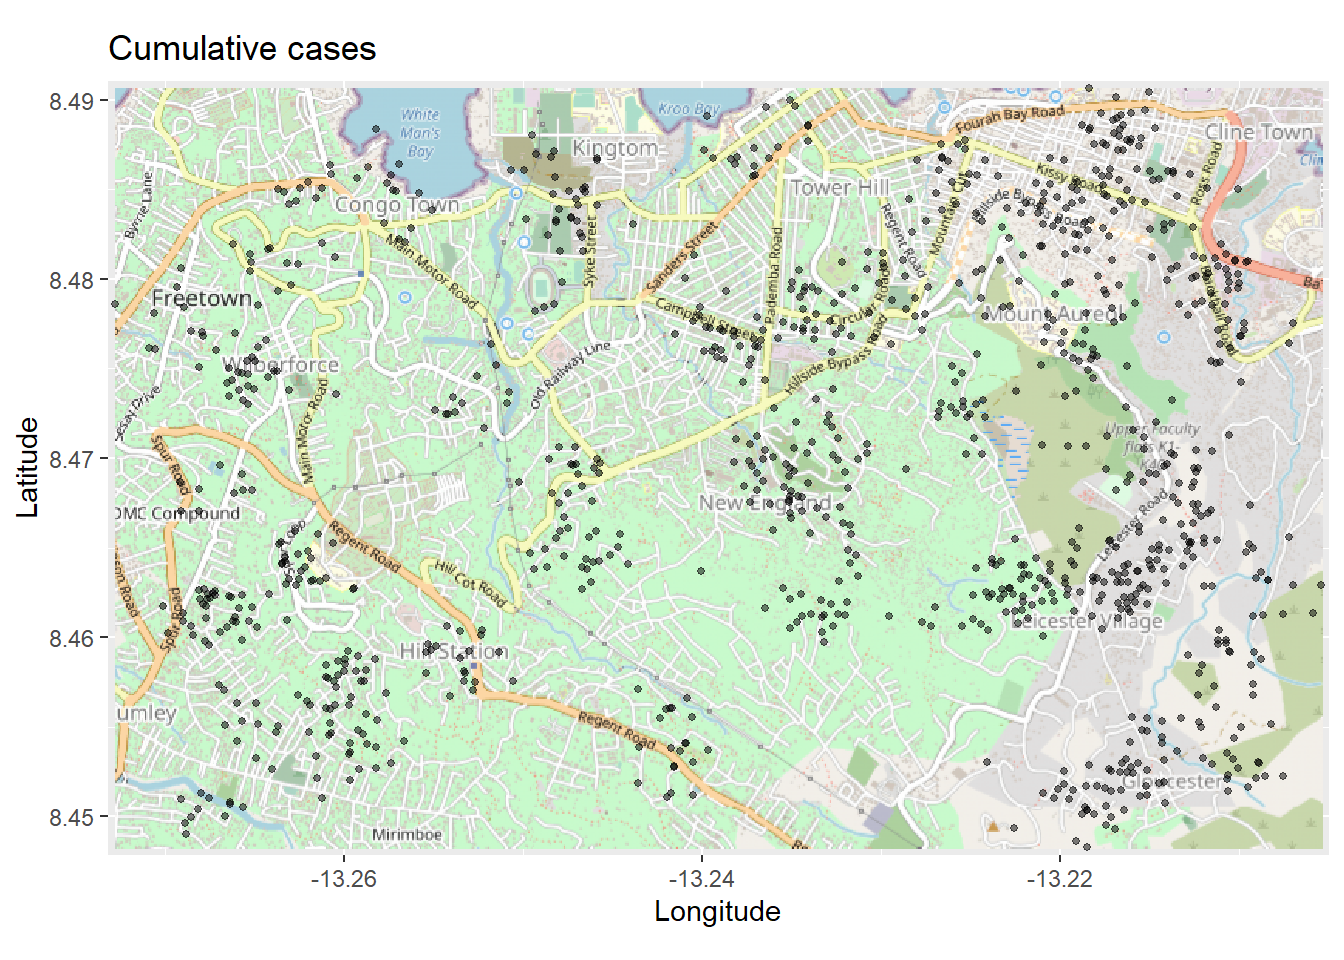 Cumulative cases
8.49
8.48
8.47
8.46
8.45
Latitude
-13.26
-13.24
-13.22
Longitude
White
Man's
Bay
Kroo Bay
Kingtom
Fourah Bay Road
Cline Town
Ross Road
Kissy Road
Tower Hill
Byrne Lane
Congo Town
Hillside Bypass Road
Mountain Cut
Regent Road
Main Motor Road
Syke Street
Sanders Street
Pademba Road
Freetown
Campbell Street
Circular Road
Mount Aureol
Wilberforce
Old Railway Line
Hillside Bypass Road
Main Motor Road
Spur Road
Upper Faculty
flats K1-
New England
OMC Compound
Regent Road
Leicester Road
Hill Cot Road
Spur Road
Leicester Village
Hill Station
umley
Regent Road
Gloucester
Mirimboe